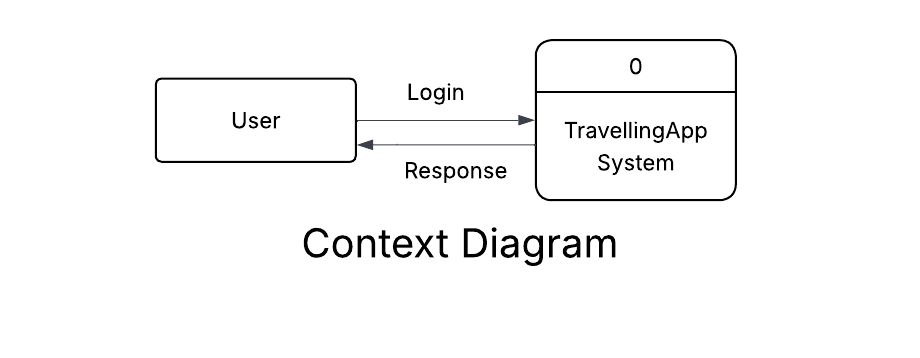 0
Login
User
TravellingApp
System
Response
Context Diagram